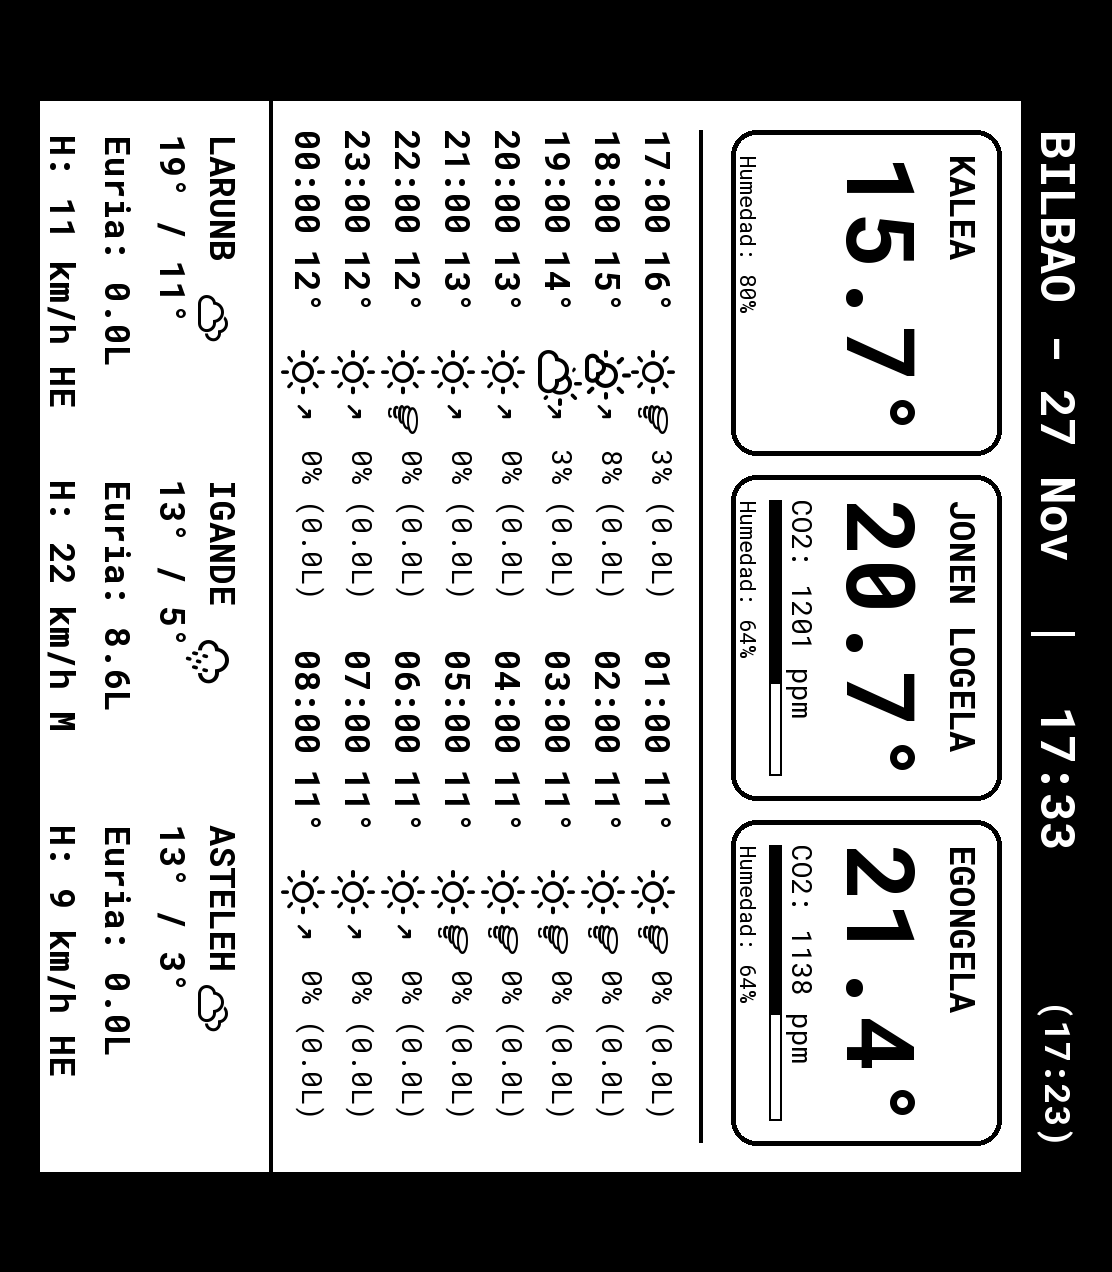 BILBAO - 27 Nov | 17:33 (17:23)
KALEA
15.7°
Humedad: 80%
JONEN LOGELA
20.7°
CO2: 1201 ppm
Humedad: 64%
EGONGELA
21.4°
CO2: 1138 ppm
Humedad: 64%
17:00 16° 3% (0.0L)
18:00 15° ↗ 8% (0.0L)
19:00 14° ↗ 3% (0.0L)
20:00 13° ↗ 0% (0.0L)
21:00 13° ↗ 0% (0.0L)
22:00 12° 0% (0.0L)
23:00 12° ↗ 0% (0.0L)
00:00 12° ↗ 0% (0.0L)
01:00 11° 0% (0.0L)
02:00 11° 0% (0.0L)
03:00 11° 0% (0.0L)
04:00 11° 0% (0.0L)
05:00 11° 0% (0.0L)
06:00 11° ↗ 0% (0.0L)
07:00 11° ↗ 0% (0.0L)
08:00 11° ↗ 0% (0.0L)
LARUNB
19° / 11°
Euria: 0.0L
H: 11 km/h HE
IGANDE
13° / 5°
Euria: 8.6L
H: 22 km/h M
ASTELEH
13° / 3°
Euria: 0.0L
H: 9 km/h HE